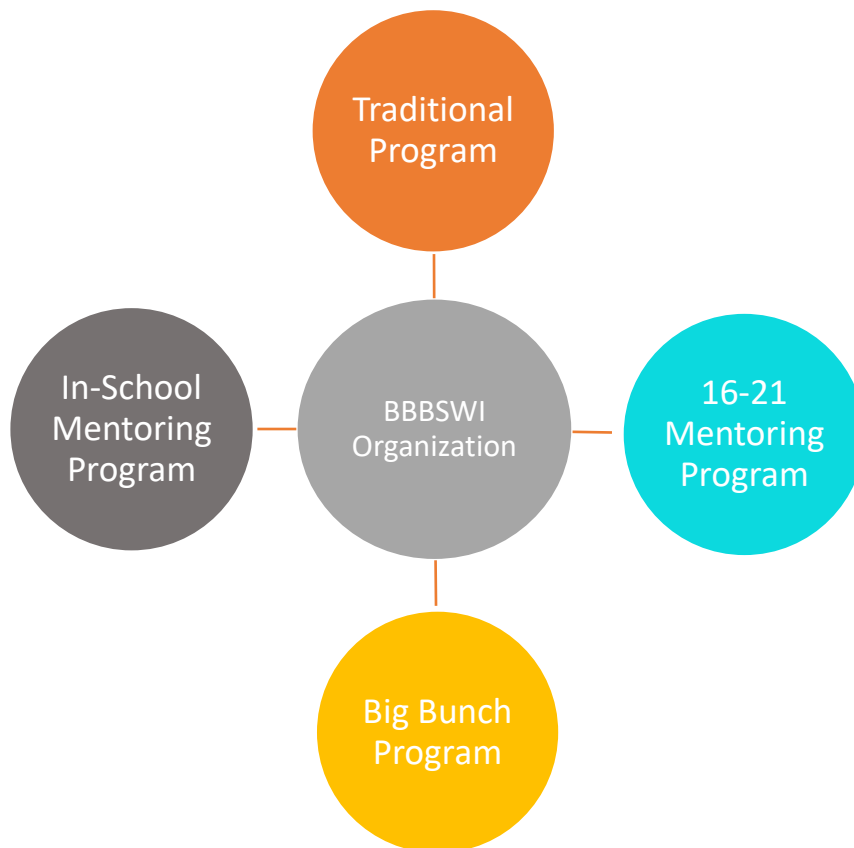 Traditional
Program
In-School
Mentoring
Program
BBBSWI
Organization
16-21
Mentoring
Program
Big Bunch
Program